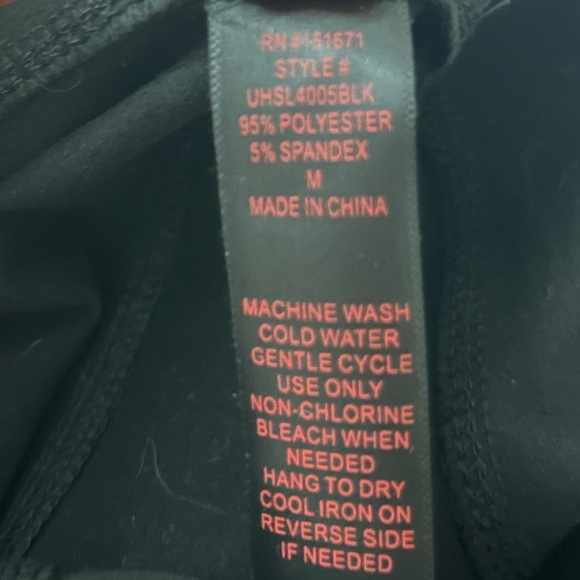 RN #151671
STYLE #
UHSL4005BLK
95% POLYESTER
5% SPANDEX
M
MADE IN CHINA
MACHINE WASH
COLD WATER
GENTLE CYCLE
USE ONLY
NON-CHLORINE
BLEACH WHEN
NEEDED
HANG TO DRY
COOL IRON ON
REVERSE SIDE
IF NEEDED